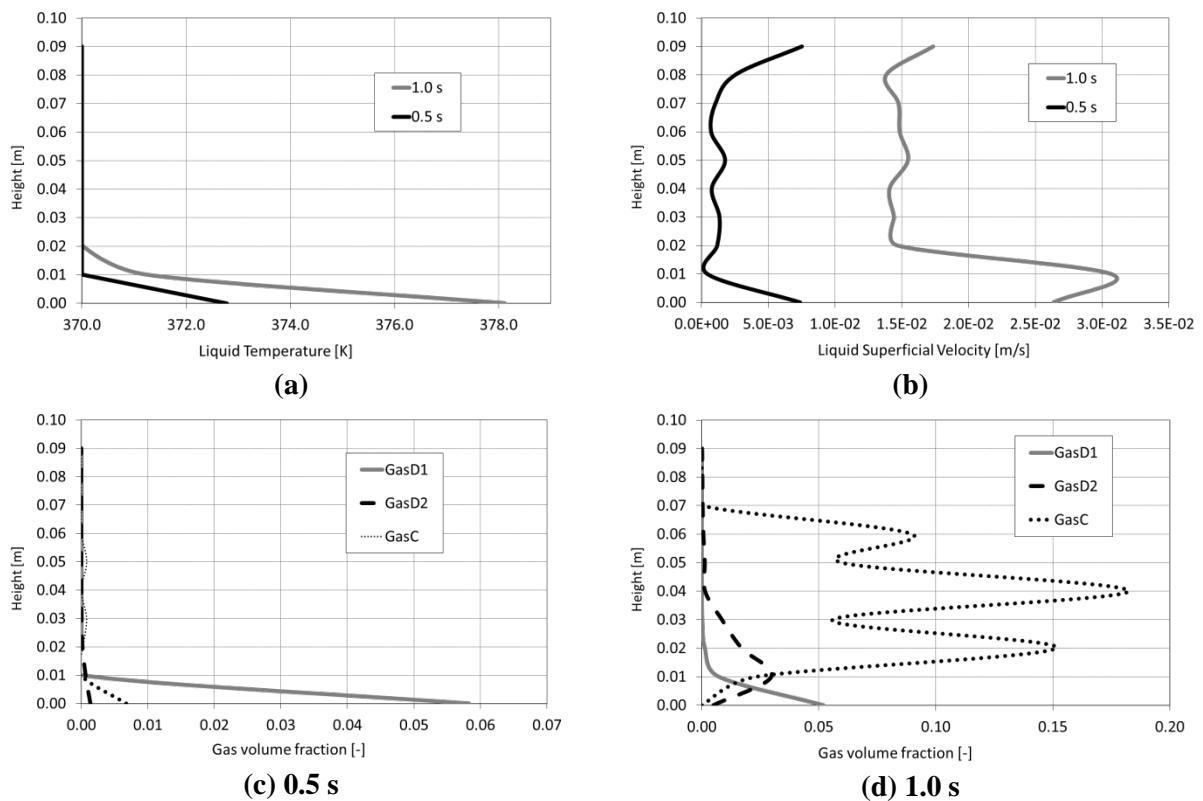 0.10
0.09
0.08
0.07
0.06
0.05
0.04
0.03
0.02
0.01
0.00
Height [m]
1.0 s
0.5 s
370.0 372.0 374.0 376.0 378.0
Liquid Temperature [K]
(a)
0.10
0.09
0.08
0.07
0.06
0.05
0.04
0.03
0.02
0.01
0.00
Height [m]
1.0 s
0.5 s
0.0E+00 5.0E-03 1.0E-02 1.5E-02 2.0E-02 2.5E-02 3.0E-02 3.5E-02
Liquid Superficial Velocity [m/s]
(b)
0.10
0.09
0.08
0.07
0.06
0.05
0.04
0.03
0.02
0.01
0.00
Height [m]
GasD1
GasD2
GasC
0.00 0.01 0.02 0.03 0.04 0.05 0.06 0.07
Gas volume fraction [-]
(c) 0.5 s
0.10
0.09
0.08
0.07
0.06
0.05
0.04
0.03
0.02
0.01
0.00
Height [m]
GasD1
GasD2
GasC
0.00 0.05 0.10 0.15 0.20
Gas volume fraction [-]
(d) 1.0 s